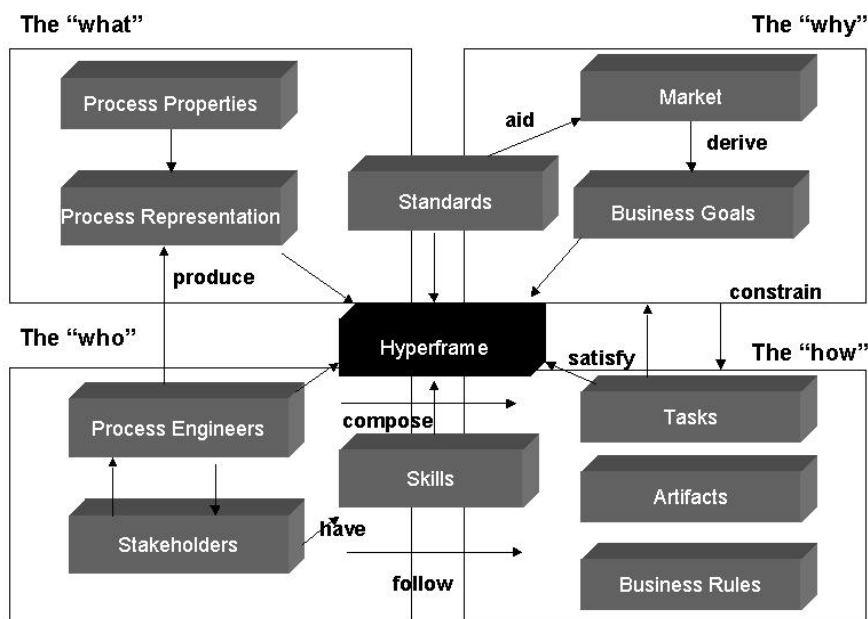 The “what”
The “why”
Process Properties
Market
aid
derive
Process Representation
Standards
Business Goals
produce
constrain
The “who”
Hyperframe
satisfy
The “how”
compose
Process Engineers
Tasks
Skills
Artifacts
have
Stakeholders
follow
Business Rules